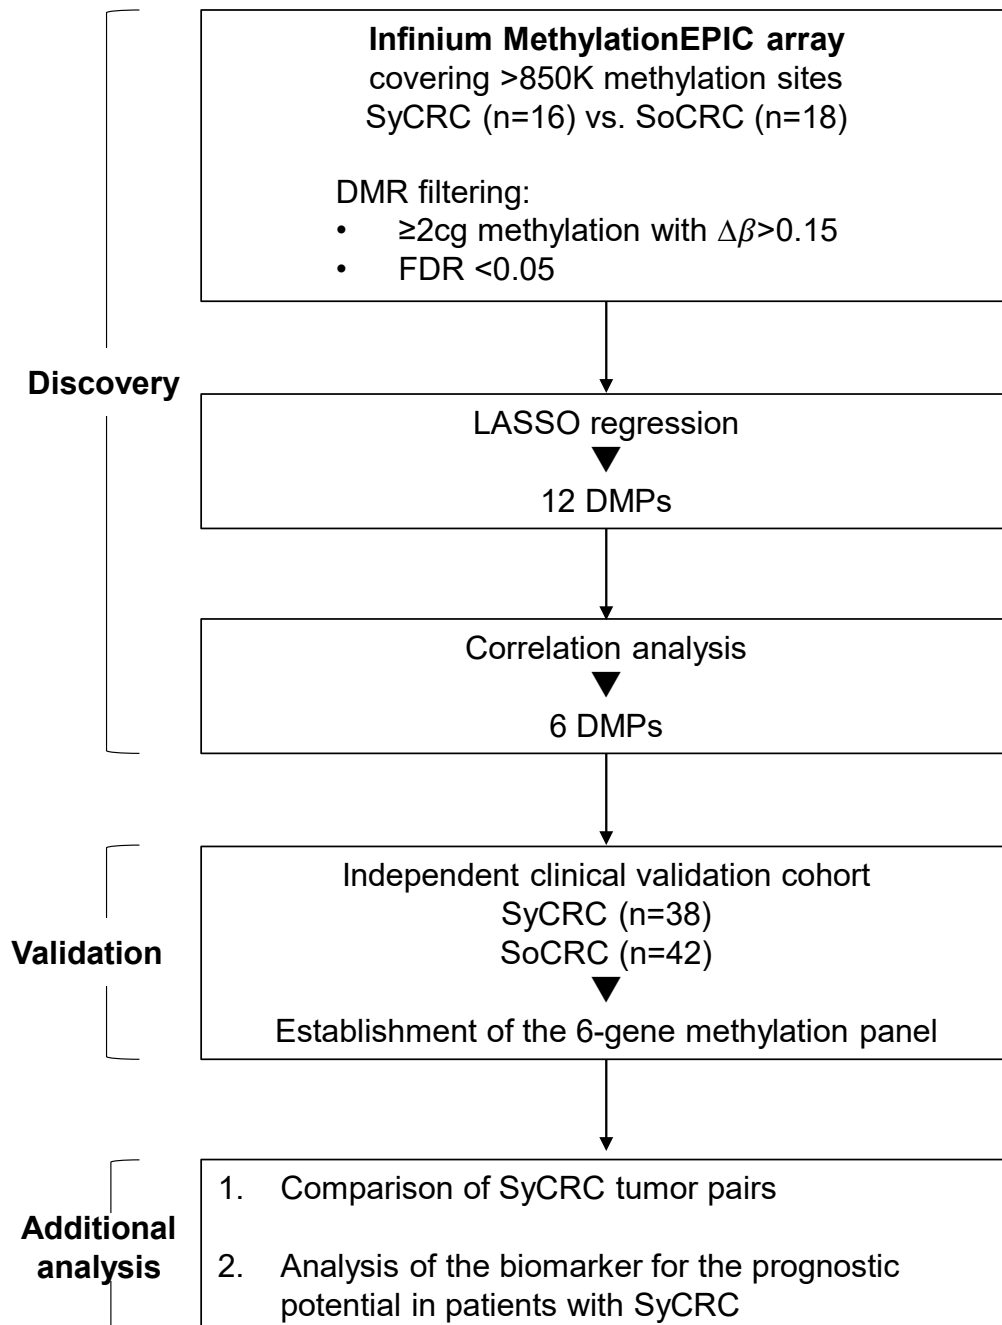 Infinium MethylationEPIC array
covering >850K methylation sites
SyCRC (n=16) vs. SoCRC (n=18)
DMR filtering:
• ≥2cg methylation with Δβ>0.15
• FDR <0.05
Discovery
LASSO regression
▼
12 DMPs
Correlation analysis
▼
6 DMPs
Validation
Independent clinical validation cohort
SyCRC (n=38)
SoCRC (n=42)
▼
Establishment of the 6-gene methylation panel
Additional
analysis
1. Comparison of SyCRC tumor pairs
2. Analysis of the biomarker for the prognostic
potential in patients with SyCRC